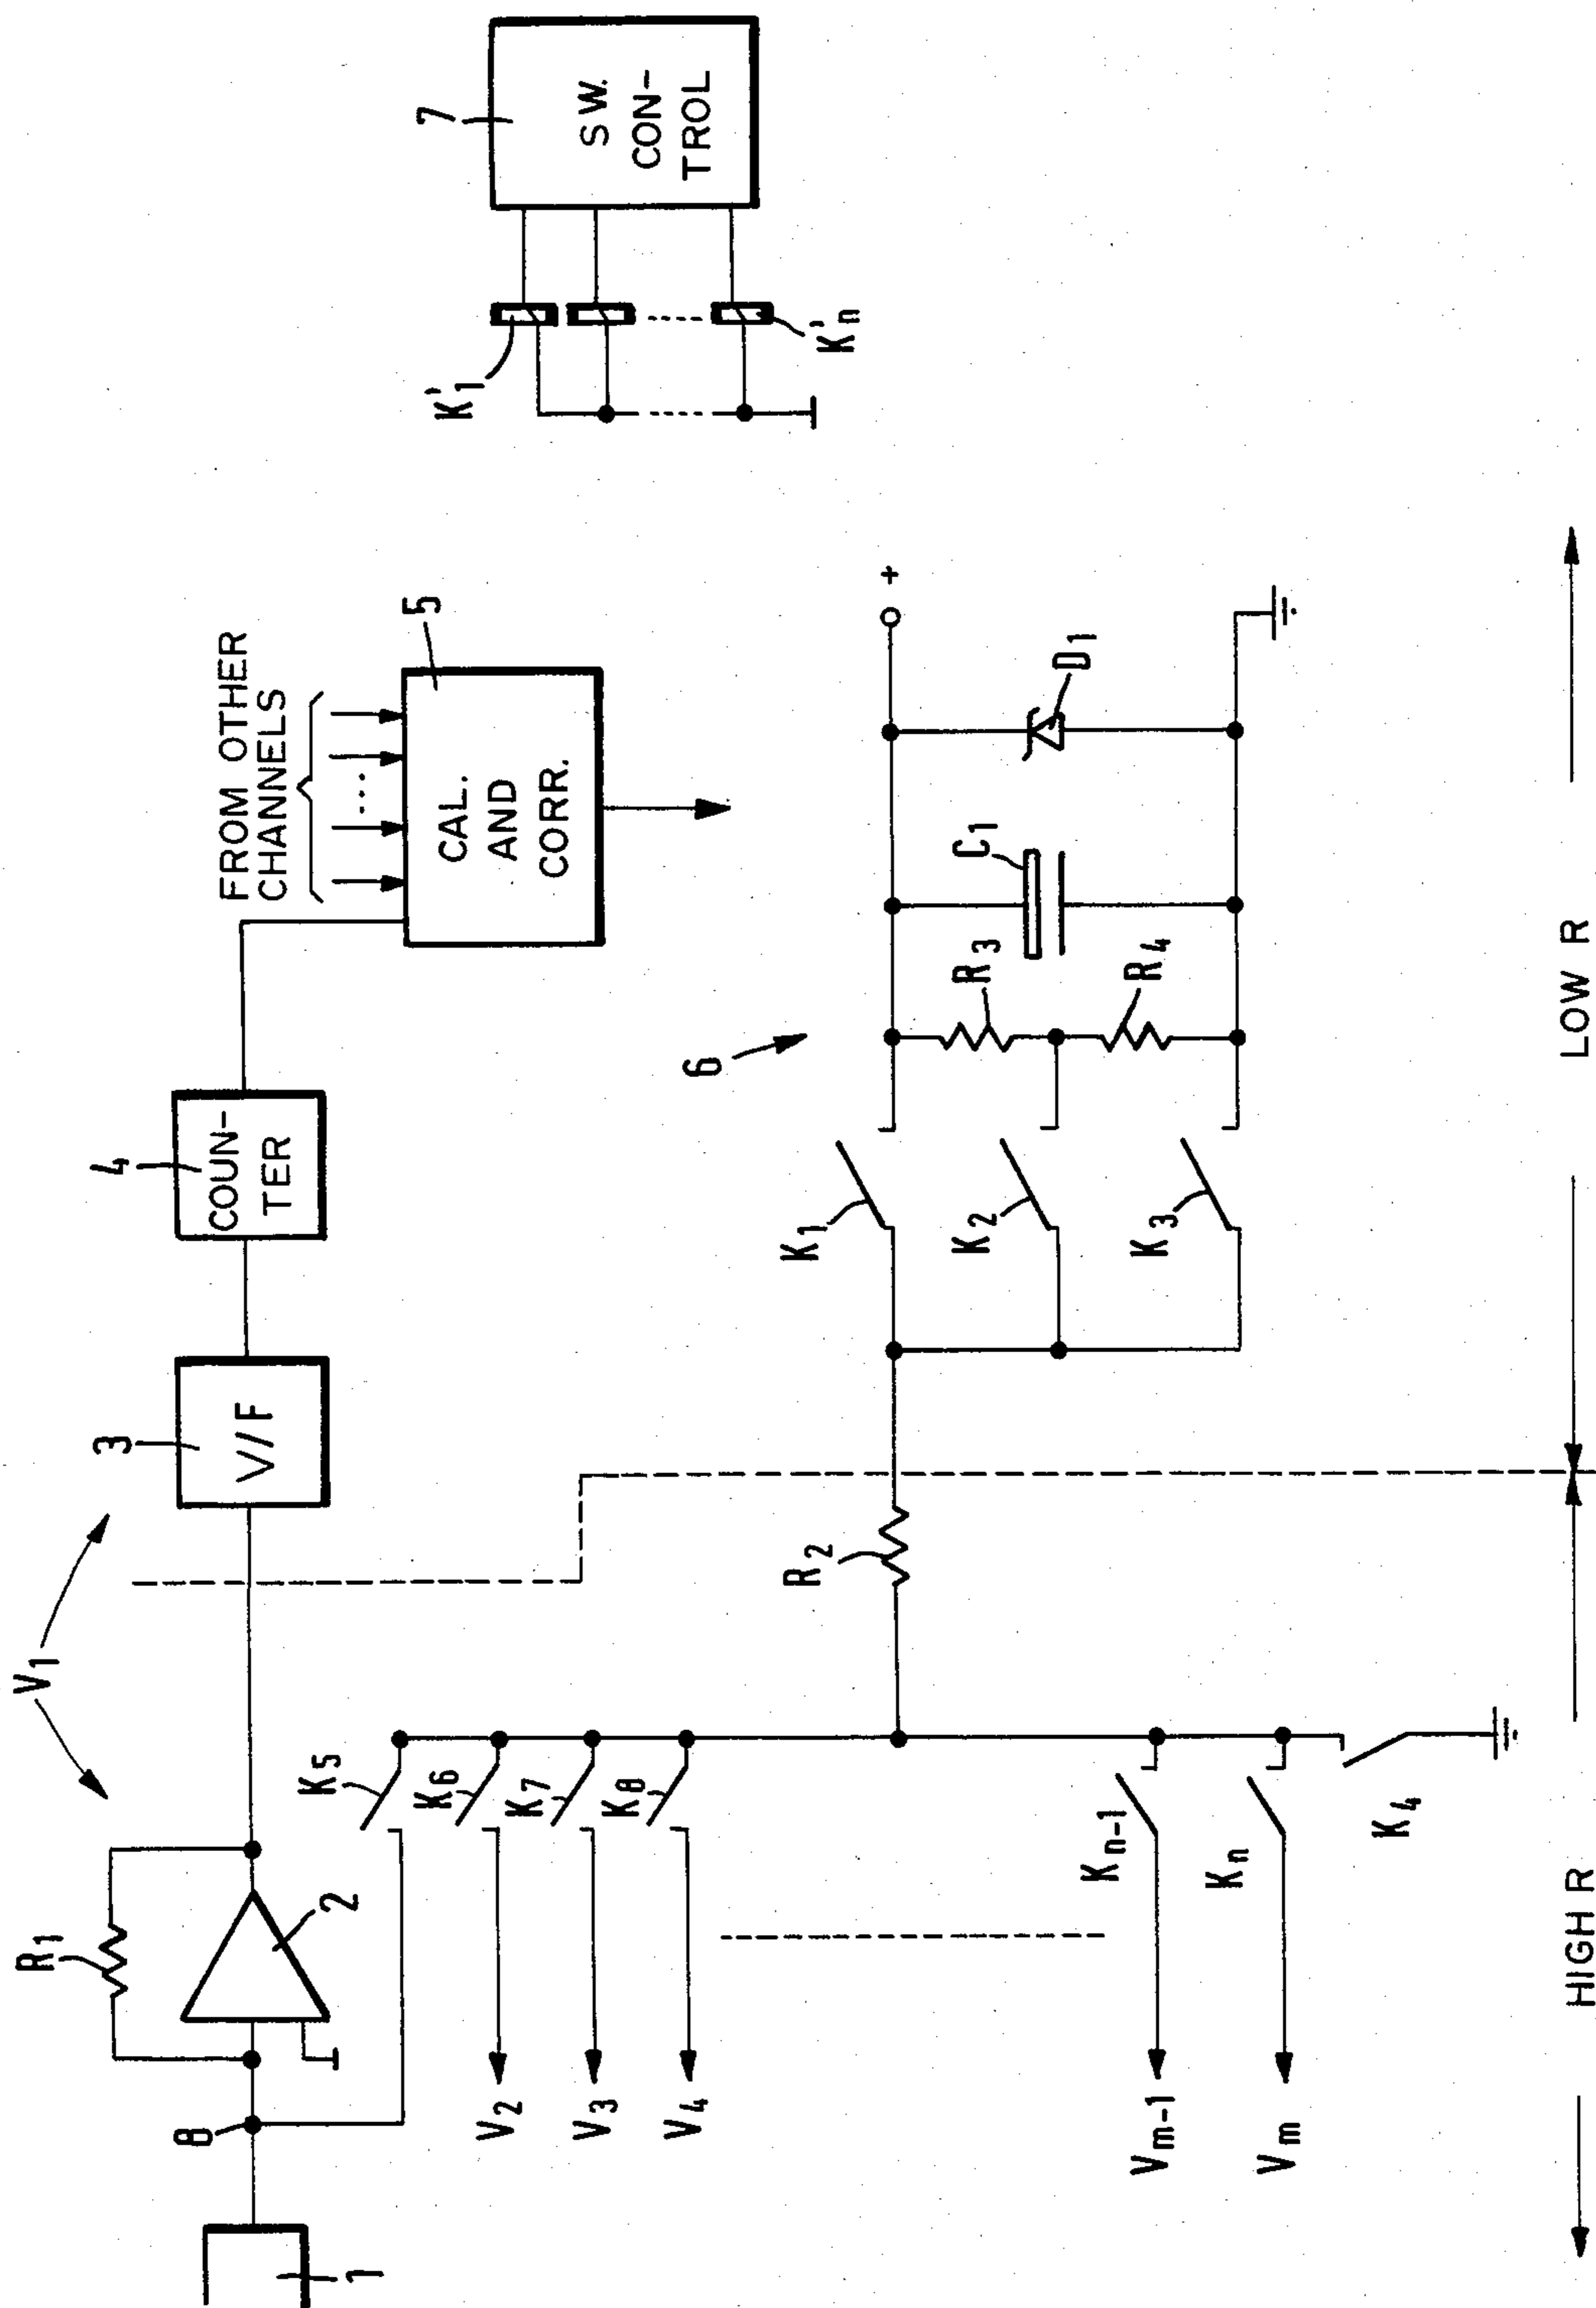 V1
R1
2
8
1
3
V/F
4
COUN-
TER
FROM OTHER
CHANNELS
5
CAL.
AND
CORR.
7
SW.
CON-
TROL
K'1
K'n
K5
K6
K7
K8
V2
V3
V4
Kn-1
Kn
K4
Vm-1
Vm
R2
6
K1
K2
K3
R3
R4
C1
D1
+
HIGH R
LOW R